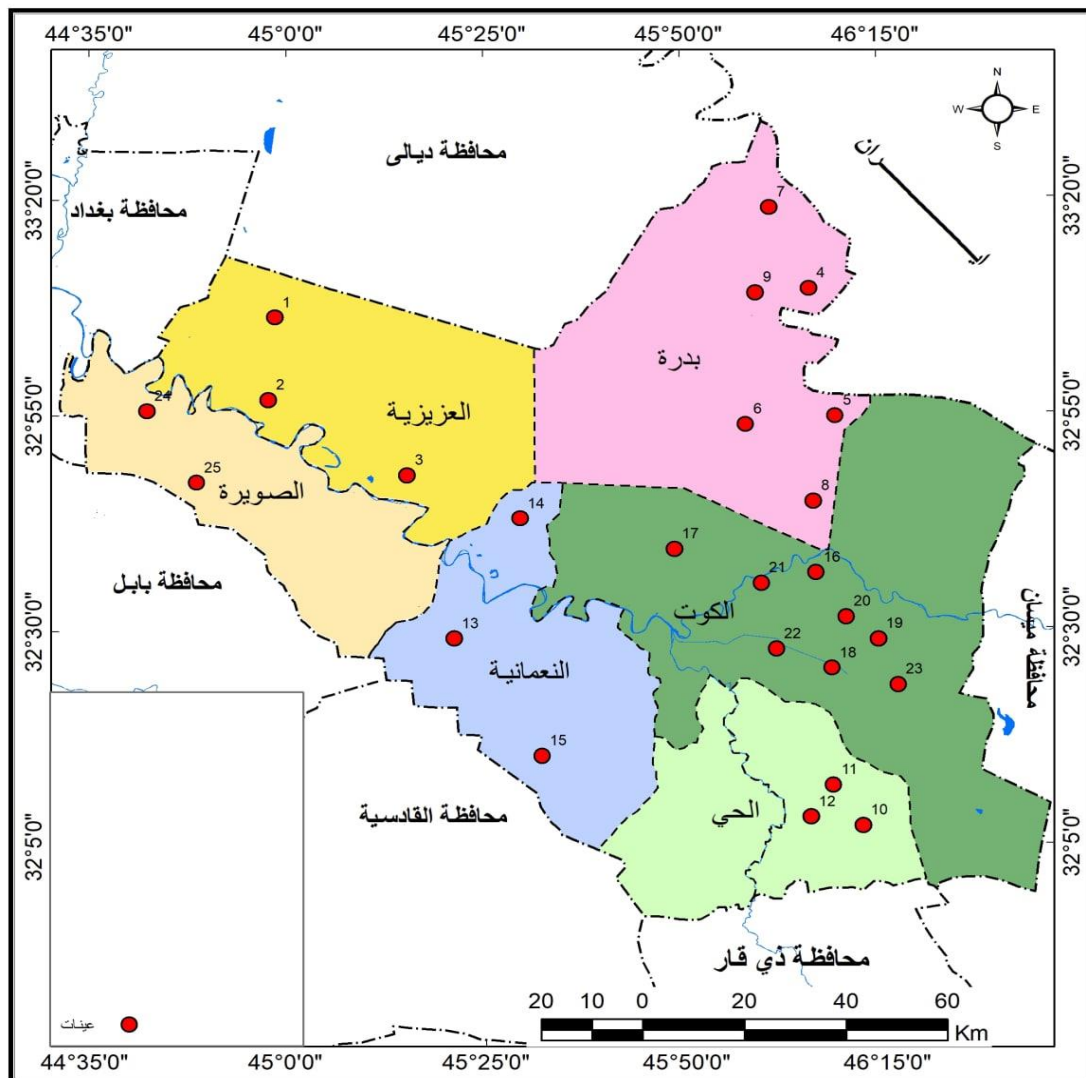 44°35'0" 45°0'0" 45°25'0" 45°50'0" 46°15'0"
N
W E
S
محافظة ديالى
محافظة بغداد
33°20'0" 33°20'0"
7
9 4
1
بدرة
2
24
العزيزية
5
6
32°55'0" 32°55'0"
3
25
الصويرة
8
14
17
16
21
محافظة بابل
الكوت
20
19
13
22
18
23
32°30'0" 32°30'0"
محافظة ميسان
النعمانية
15
11
12
10
الحي
محافظة القادسية
32°5'0" 32°5'0"
محافظة ذي قار
عينات
20 10 0 20 40 60
Km
44°35'0" 45°0'0" 45°25'0" 45°50'0" 46°15'0"